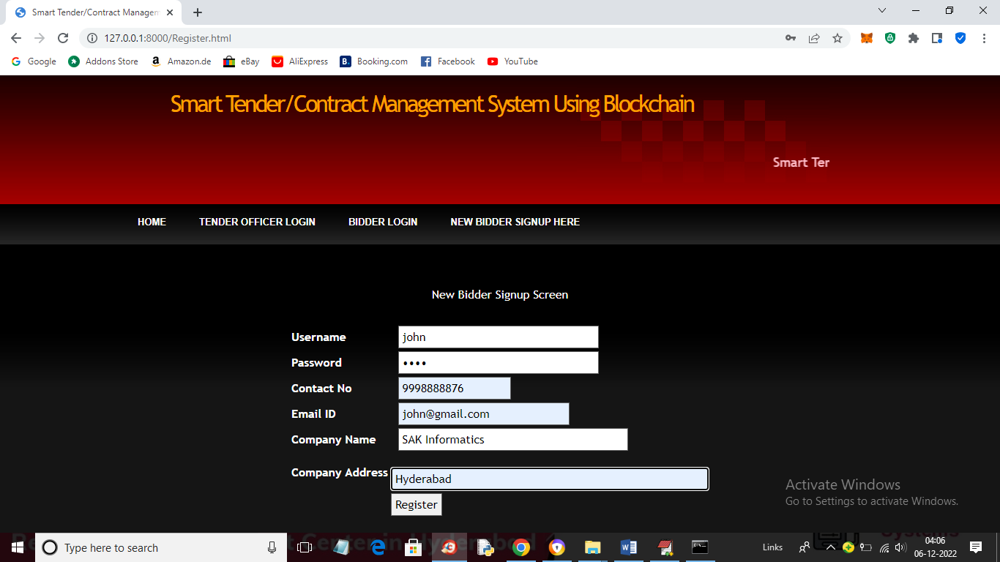 Smart Tender/Contract Managem
127.0.0.1:8000/Register.html
Google Addons Store Amazon.de eBay AliExpress Booking.com Facebook YouTube
Smart Tender/Contract Management System Using Blockchain
Smart Ter
HOME TENDER OFFICER LOGIN BIDDER LOGIN NEW BIDDER SIGNUP HERE
New Bidder Signup Screen
Username john
Password ••••
Contact No 9998888876
Email ID john@gmail.com
Company Name SAK Informatics
Company Address Hyderabad
Register
Activate Windows
Go to Settings to activate Windows.
Type here to search
Center in Hyderabad
Systems
Links
04:06
06-12-2022